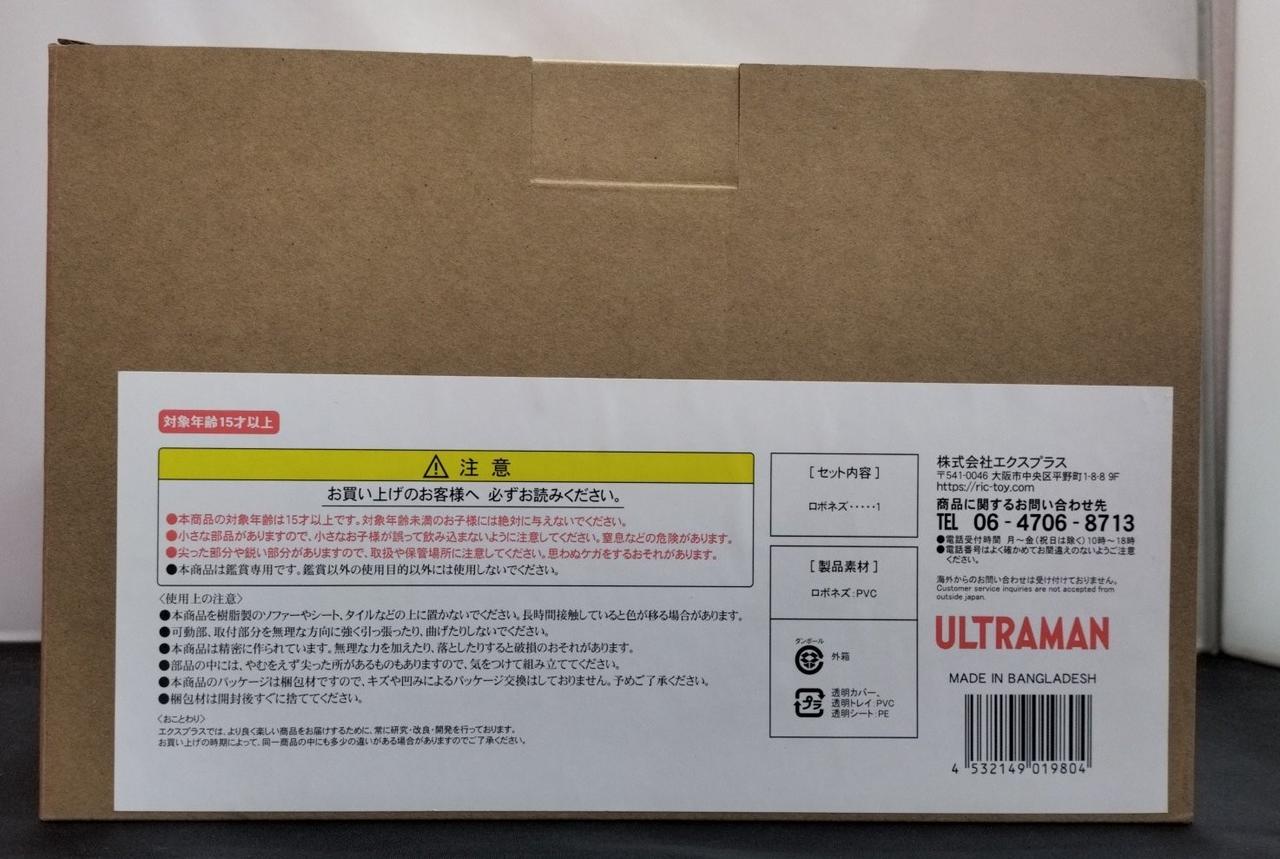 対象年齢15才以上
注意
お買い上げのお客様へ 必ずお読みください。
●本商品の対象年齢は15才以上です。対象年齢未満のお子様には絶対に与えないでください。
●小さな部品がありますので、小さなお子様が誤って飲み込まないように注意してください。窒息などの危険があります。
●尖った部分や鋭い部分がありますので、取扱や保管場所に注意してください。思わぬケガをするおそれがあります。
●本商品は鑑賞専用です。鑑賞以外の使用目的以外には使用しないでください。
〈使用上の注意〉
●本商品を樹脂製のソファーやシート、タイルなどの上に置かないでください。長時間接触していると色が移る場合があります。
●可動部、取付部分を無理な方向に強く引っ張ったり、曲げたりしないでください。
●本商品は精密に作られています。無理な力を加えたり、落としたりすると破損のおそれがあります。
●部品の中には、やむをえず尖った所があるものもありますので、気をつけて組み立ててください。
●本商品のパッケージは梱包材ですので、キズや凹みによるパッケージ交換はしておりません。予めご了承ください。
●梱包材は開封後すぐに捨ててください。
〈おことわり〉
エクスプラスでは、より良く楽しい商品をお届けするために、常に研究・改良・開発を行っております。
お買い上げの時期によって、同一商品の中にも多少の違いがある場合がありますのでご了承ください。
[セット内容]
ロボネズ・・・・・1
[製品素材]
ロボネズ:PVC
ダンボール
外箱
プラ
透明カバー、
透明トレイ:PVC
透明シート:PE
株式会社エクスプラス
〒541-0046 大阪市中央区平野町1-8-8 9F
https://ric-toy.com
商品に関するお問い合わせ先
TEL 06-4706-8713
●電話受付時間 月〜金(祝日は除く)10時〜18時
●電話番号はよく確かめてお間違えのないようご注意
ください。
海外からのお問い合わせは受け付けておりません。
Customer service inquiries are not accepted from
outside japan.
ULTRAMAN
MADE IN BANGLADESH
4 532149 019804